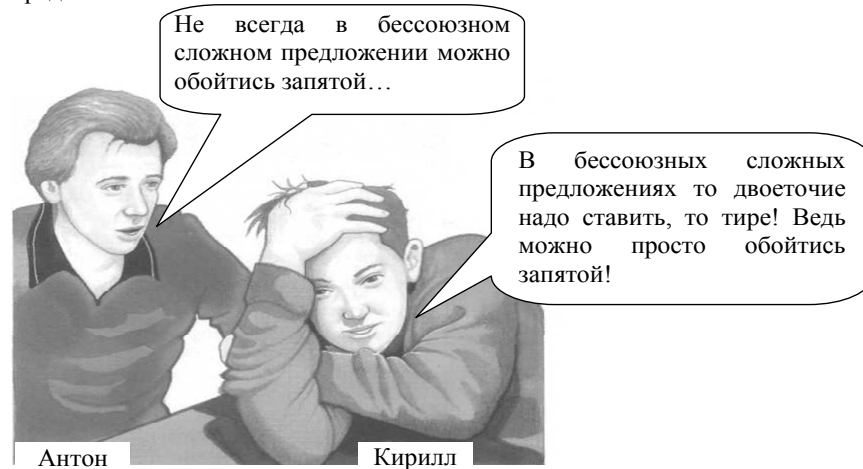 Не всегда в бессоюзном
сложном предложении можно
обойтись запятой…
В бессоюзных сложных
предложениях то двоеточие
надо ставить, то тире! Ведь
можно просто обойтись
запятой!
Антон
Кирилл